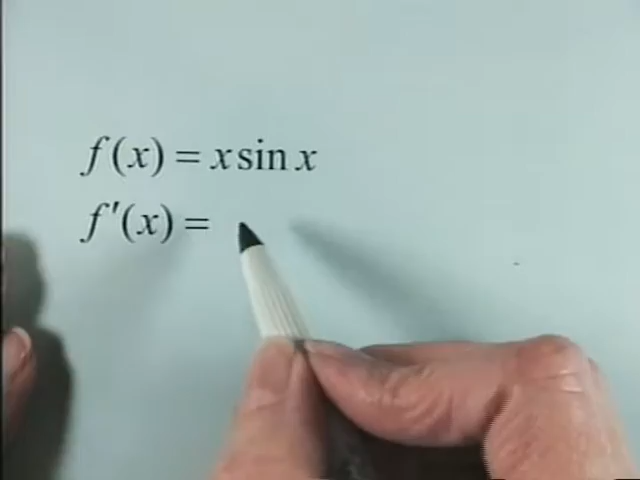 f(x) = x sin x
f'(x) =